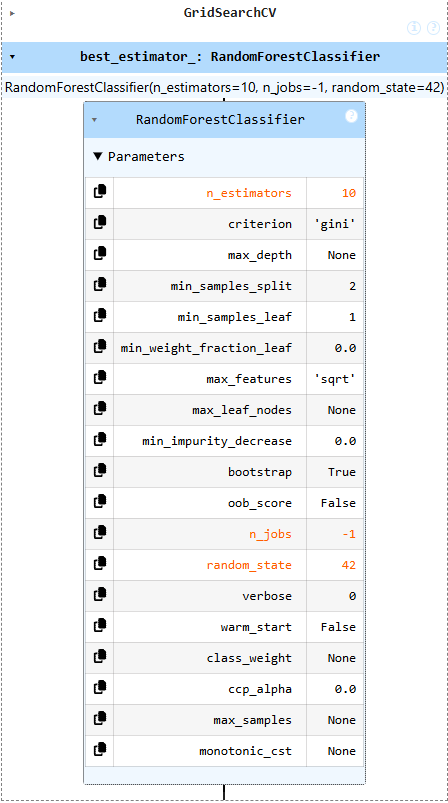 GridSearchCV
i ?
best_estimator_: RandomForestClassifier
RandomForestClassifier(n_estimators=10, n_jobs=-1, random_state=42)
RandomForestClassifier ?
Parameters
n_estimators 10
criterion 'gini'
max_depth None
min_samples_split 2
min_samples_leaf 1
min_weight_fraction_leaf 0.0
max_features 'sqrt'
max_leaf_nodes None
min_impurity_decrease 0.0
bootstrap True
oob_score False
n_jobs -1
random_state 42
verbose 0
warm_start False
class_weight None
ccp_alpha 0.0
max_samples None
monotonic_cst None